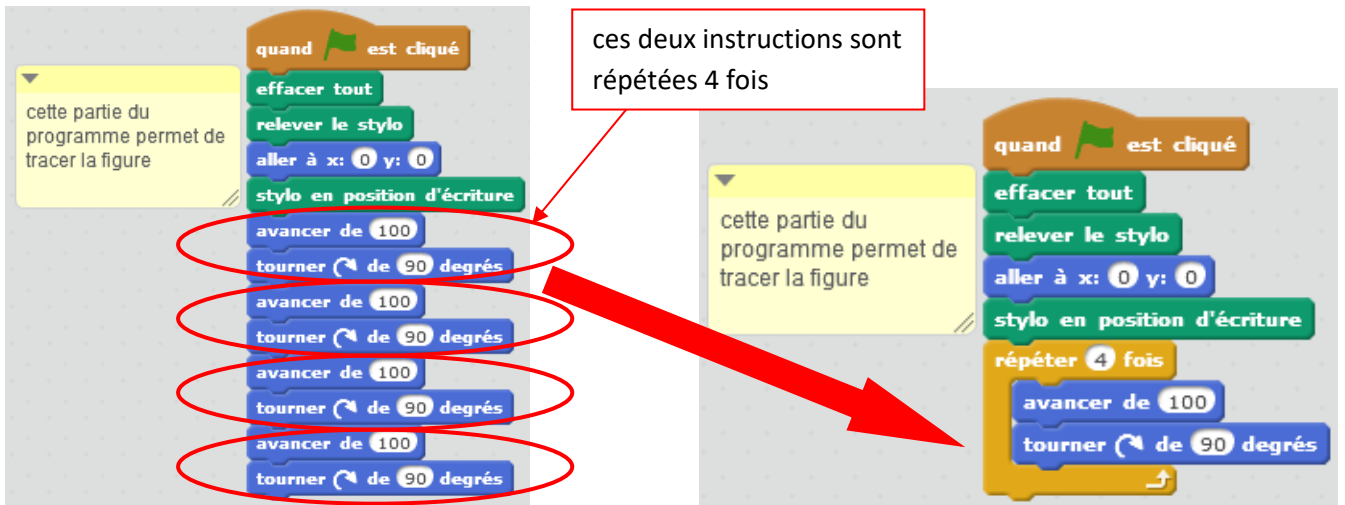 quand est cliqué
effacer tout
relever le stylo
aller à x: 0 y: 0
stylo en position d'écriture
avancer de 100
tourner de 90 degrés
avancer de 100
tourner de 90 degrés
avancer de 100
tourner de 90 degrés
avancer de 100
tourner de 90 degrés
cette partie du
programme permet de
tracer la figure
ces deux instructions sont
répétées 4 fois
cette partie du
programme permet de
tracer la figure
quand est cliqué
effacer tout
relever le stylo
aller à x: 0 y: 0
stylo en position d'écriture
répéter 4 fois
avancer de 100
tourner de 90 degrés